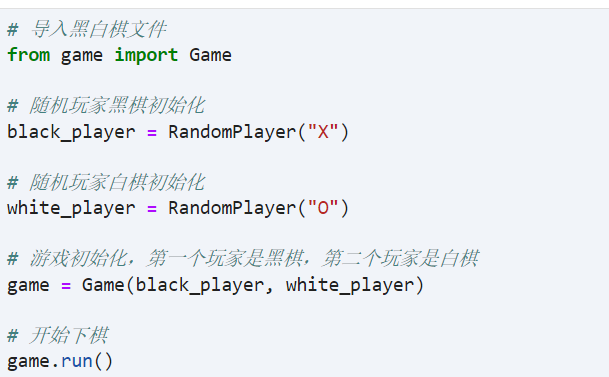 # 导入黑白棋文件
from game import Game
# 随机玩家黑棋初始化
black_player = RandomPlayer("X")
# 随机玩家白棋初始化
white_player = RandomPlayer("O")
# 游戏初始化，第一个玩家是黑棋，第二个玩家是白棋
game = Game(black_player, white_player)
# 开始下棋
game.run()